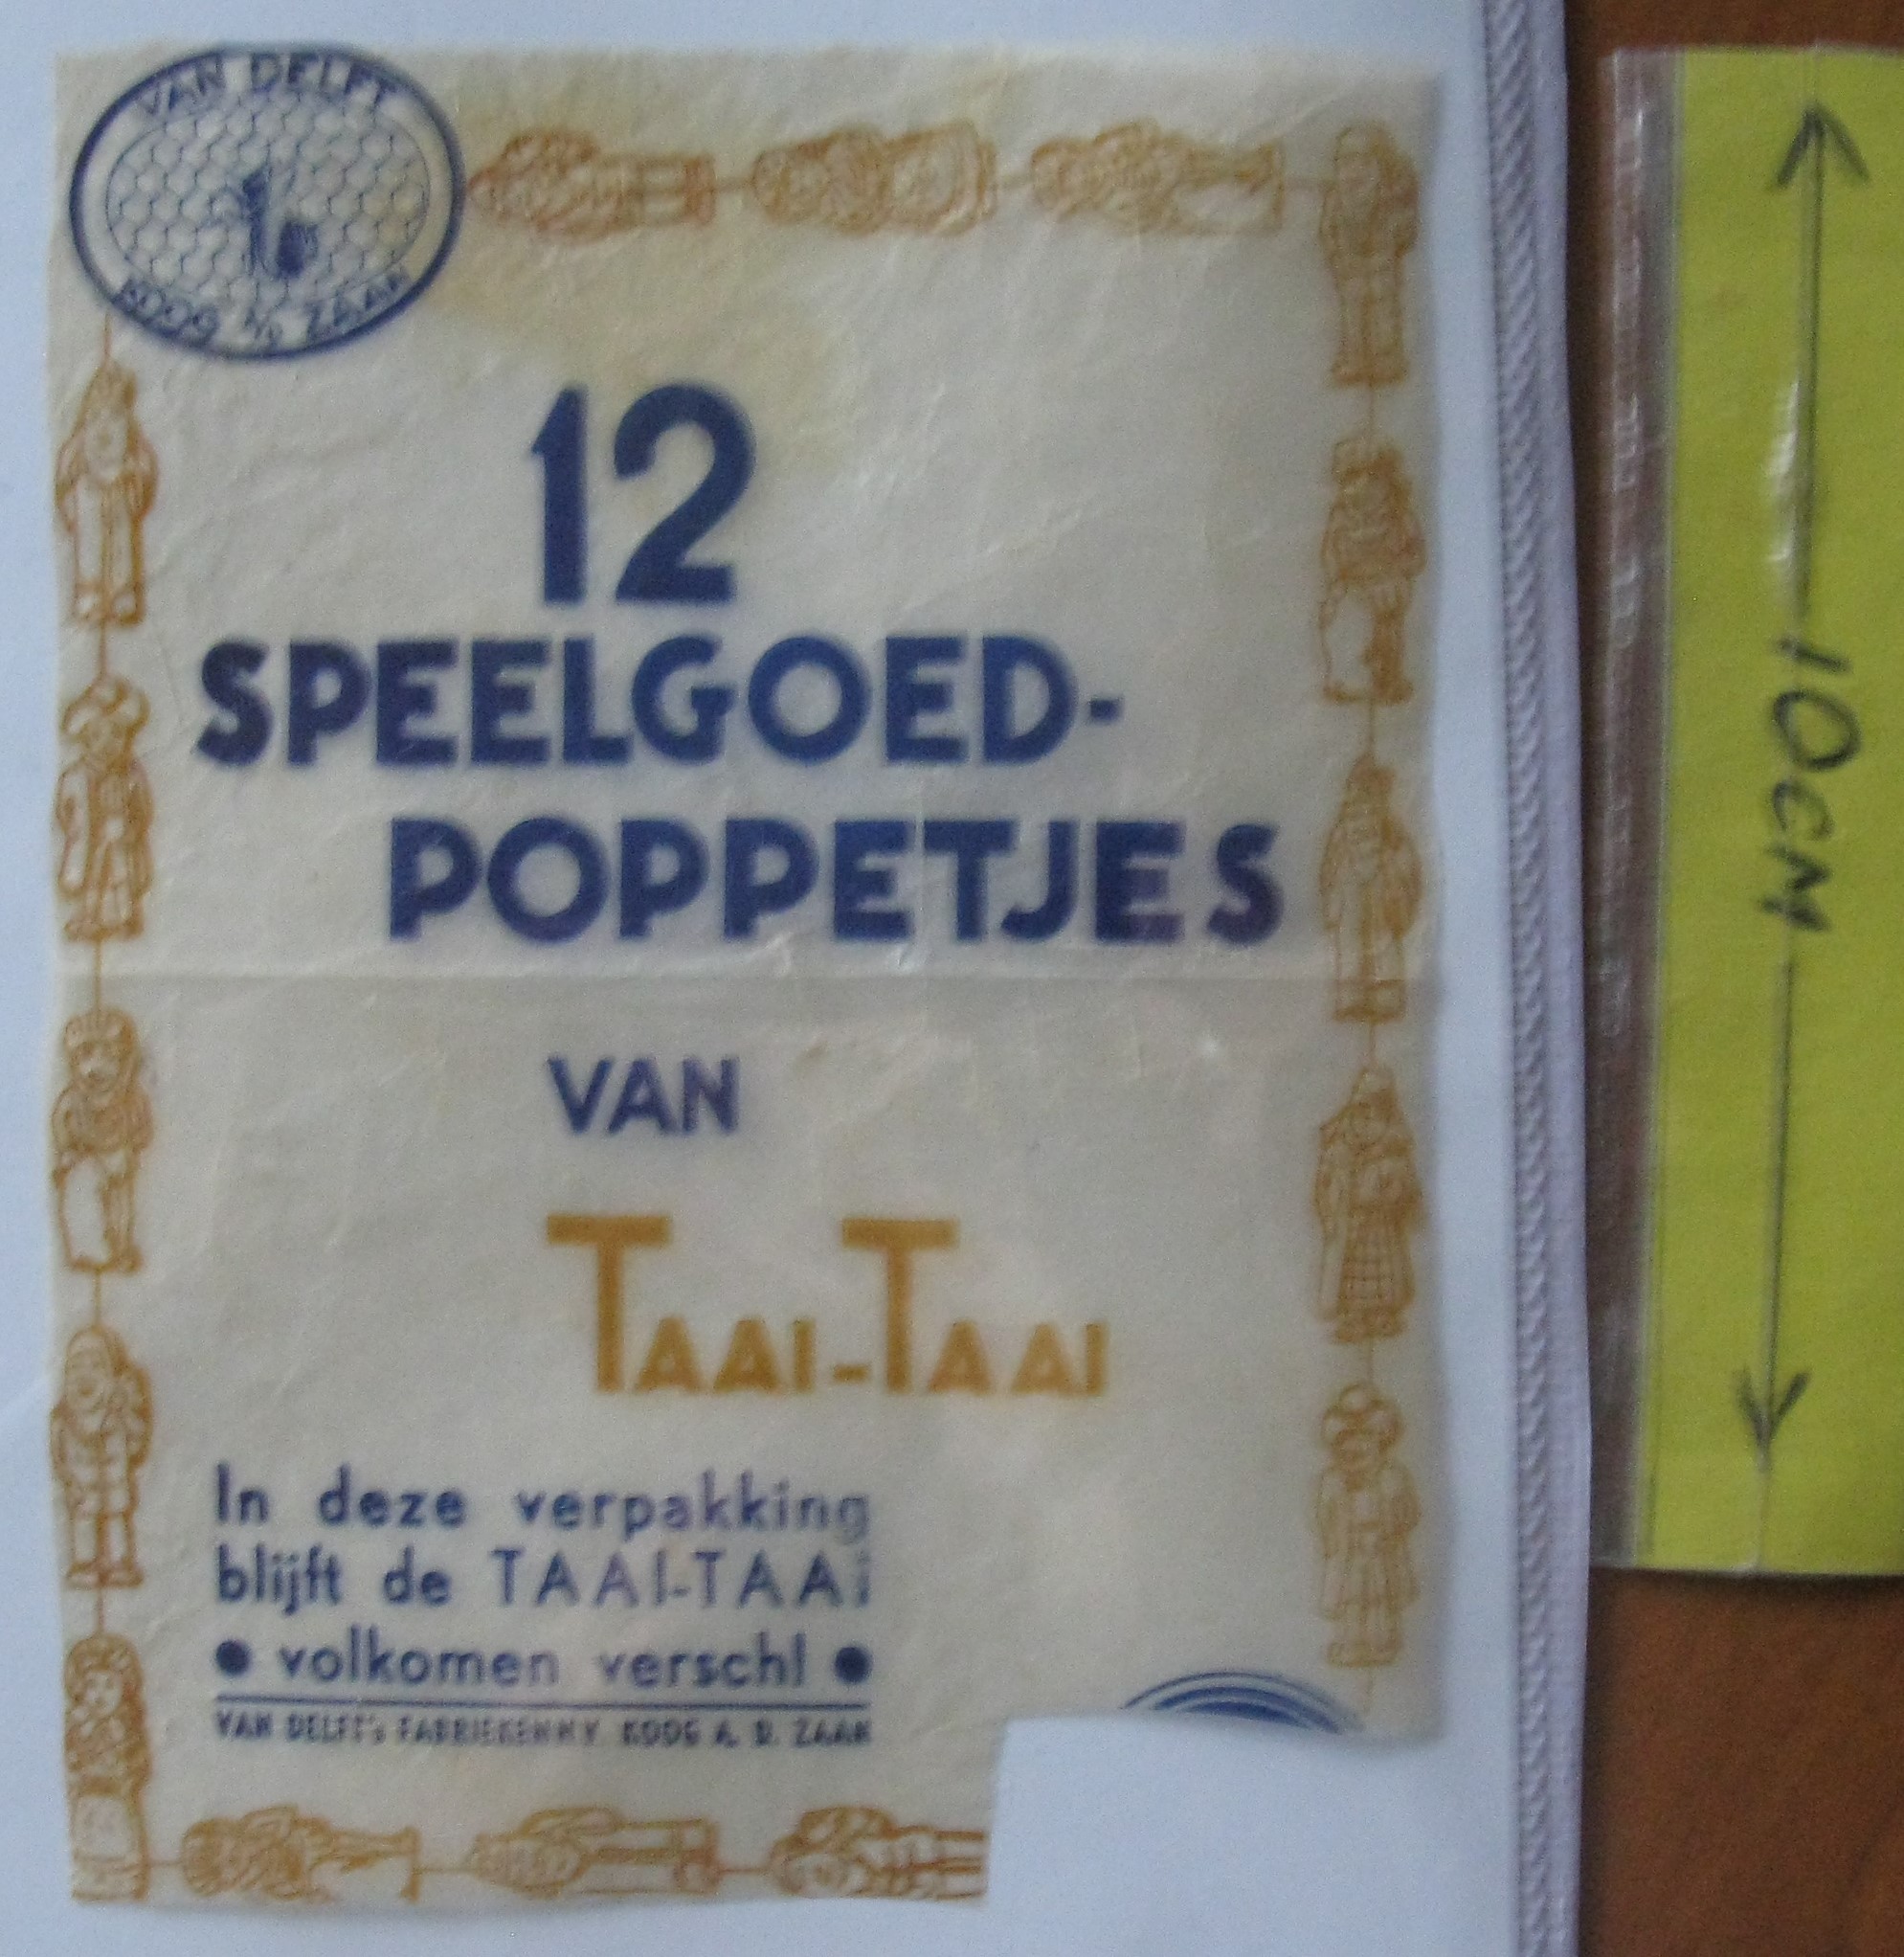 VAN DELFT
KOOG A/D ZAAN
12
SPEELGOED-
POPPETJES
VAN
TAAI-TAAI
In deze verpakking
blijft de TAAI-TAAi
• volkomen versch! •
VAN DELFT's FABRIEKEN N.V. KOOG A. D. ZAAN
10CM